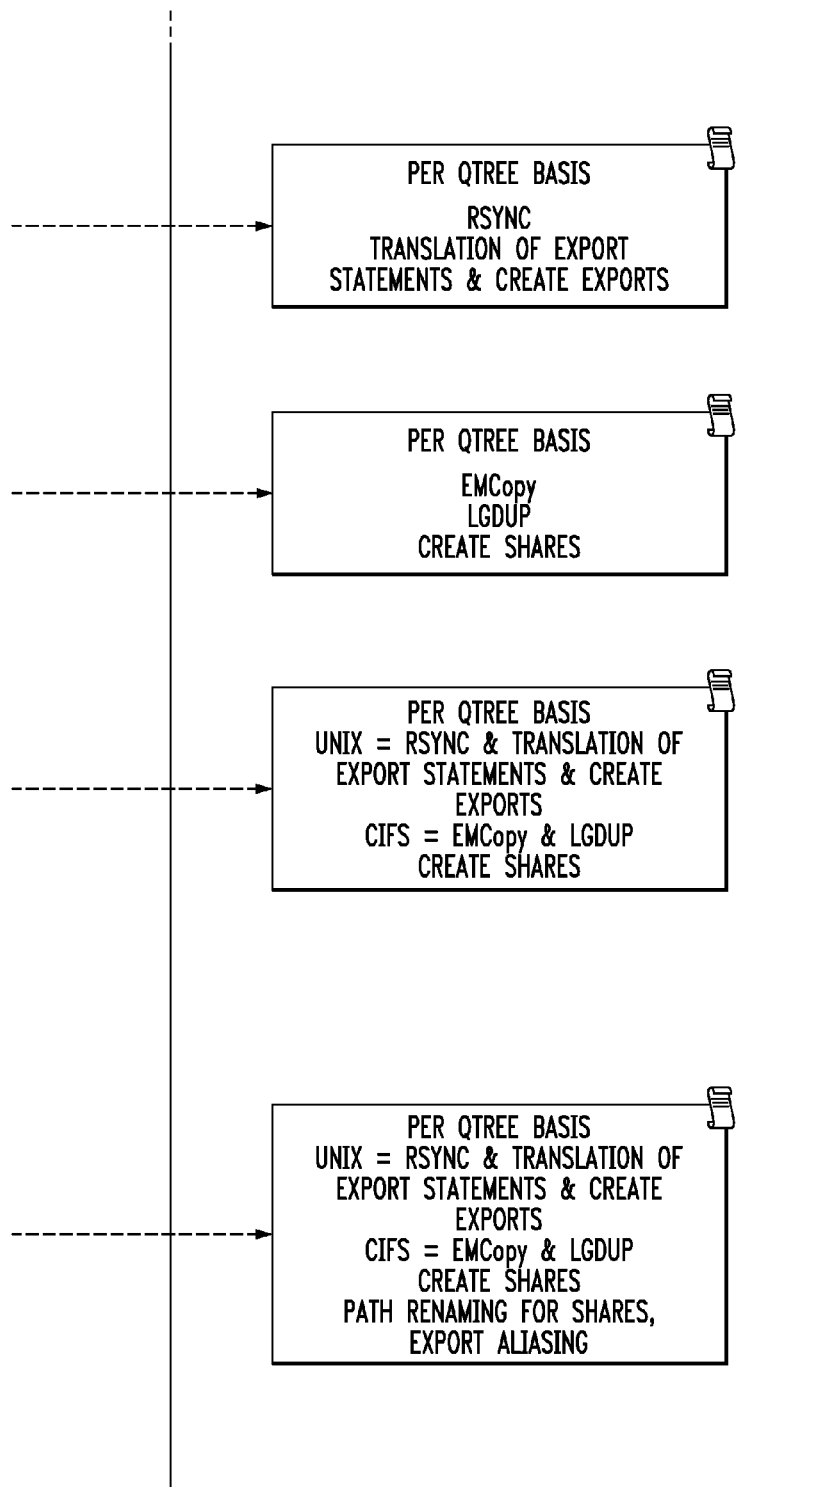 PER QTREE BASIS
RSYNC
TRANSLATION OF EXPORT
STATEMENTS & CREATE EXPORTS
PER QTREE BASIS
EMCopy
LGDUP
CREATE SHARES
PER QTREE BASIS
UNIX = RSYNC & TRANSLATION OF
EXPORT STATEMENTS & CREATE
EXPORTS
CIFS = EMCopy & LGDUP
CREATE SHARES
PER QTREE BASIS
UNIX = RSYNC & TRANSLATION OF
EXPORT STATEMENTS & CREATE
EXPORTS
CIFS = EMCopy & LGDUP
CREATE SHARES
PATH RENAMING FOR SHARES,
EXPORT ALIASING